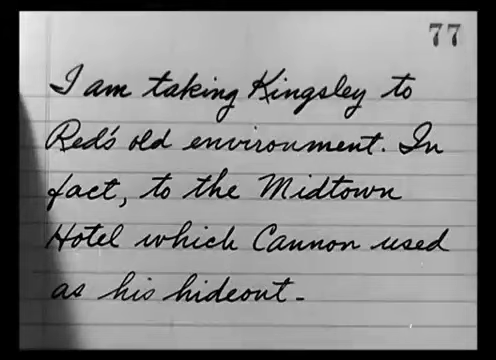 77
I am taking Kingsley to
Red's old environment. In
fact, to the Midtown
Hotel which Cannon used
as his hideout-